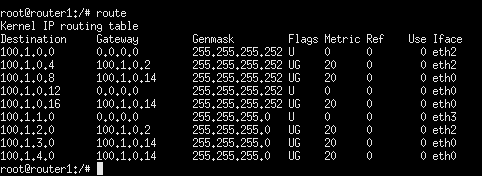 root@router1:/# route
Kernel IP routing table
Destination     Gateway         Genmask         Flags Metric Ref    Use Iface
100.1.0.0       0.0.0.0         255.255.255.252 U     0      0        0 eth2
100.1.0.4       100.1.0.2       255.255.255.252 UG    20     0        0 eth2
100.1.0.8       100.1.0.14      255.255.255.252 UG    20     0        0 eth0
100.1.0.12      0.0.0.0         255.255.255.252 U     0      0        0 eth0
100.1.0.16      100.1.0.14      255.255.255.252 UG    20     0        0 eth0
100.1.1.0       0.0.0.0         255.255.255.0   U     0      0        0 eth3
100.1.2.0       100.1.0.2       255.255.255.0   UG    20     0        0 eth2
100.1.3.0       100.1.0.14      255.255.255.0   UG    20     0        0 eth0
100.1.4.0       100.1.0.14      255.255.255.0   UG    20     0        0 eth0
root@router1:/#